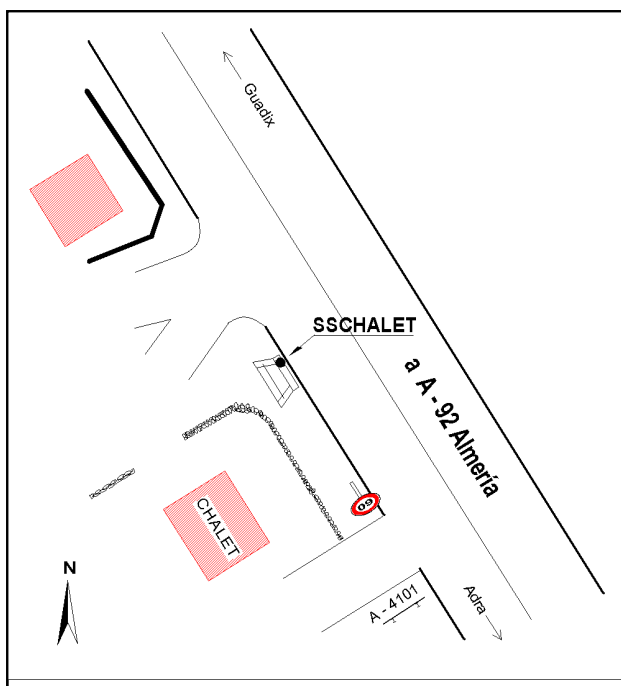 Guadix
SSCHALET
a A - 92 Almería
60
CHALET
N
A - 4101
Adra